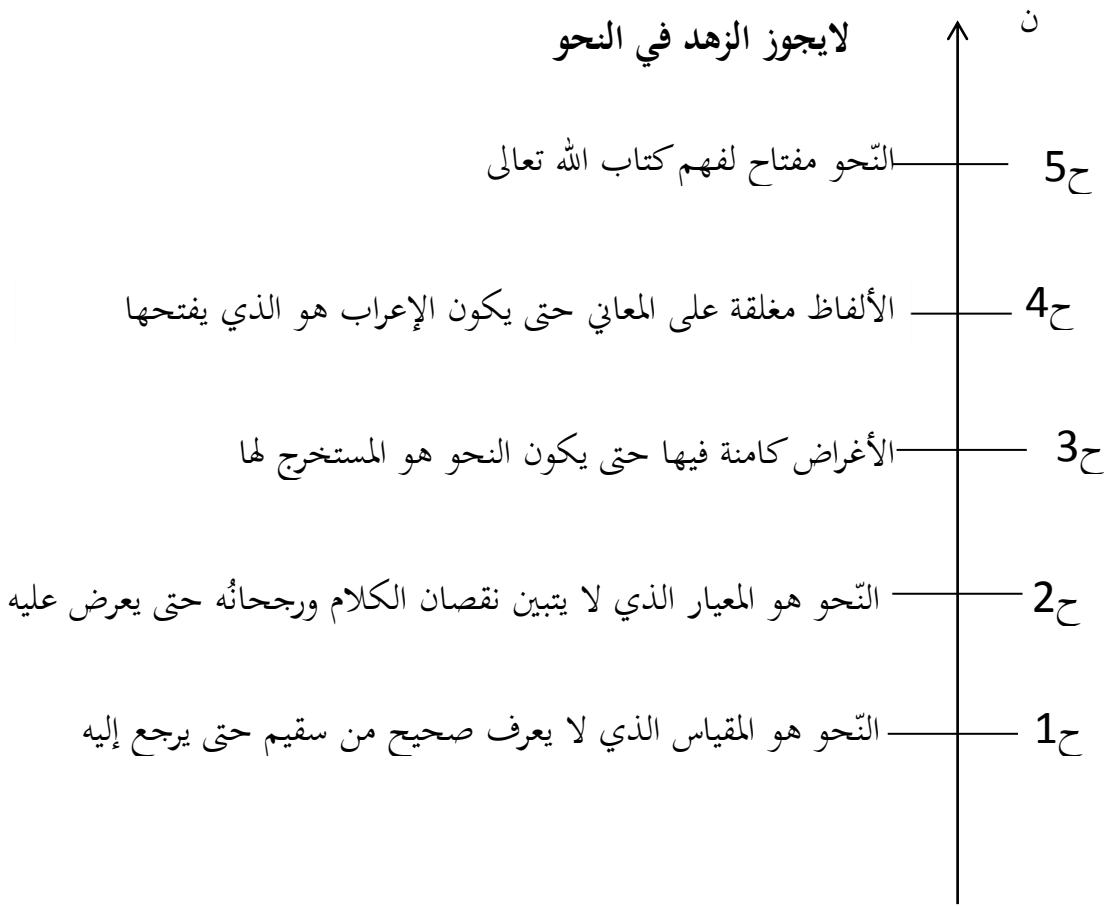 ن
لايجوز الزهد في النحو
ح5 النّحو مفتاح لفهم كتاب الله تعالى
ح4 الألفاظ مغلقة على المعاني حتى يكون الإعراب هو الذي يفتحها
ح3 الأغراض كامنة فيها حتى يكون النحو هو المستخرج لها
ح2 النّحو هو المعيار الذي لا يتبين نقصان الكلام ورجحانُه حتى يعرض عليه
ح1 النّحو هو المقياس الذي لا يعرف صحيح من سقيم حتى يرجع إليه